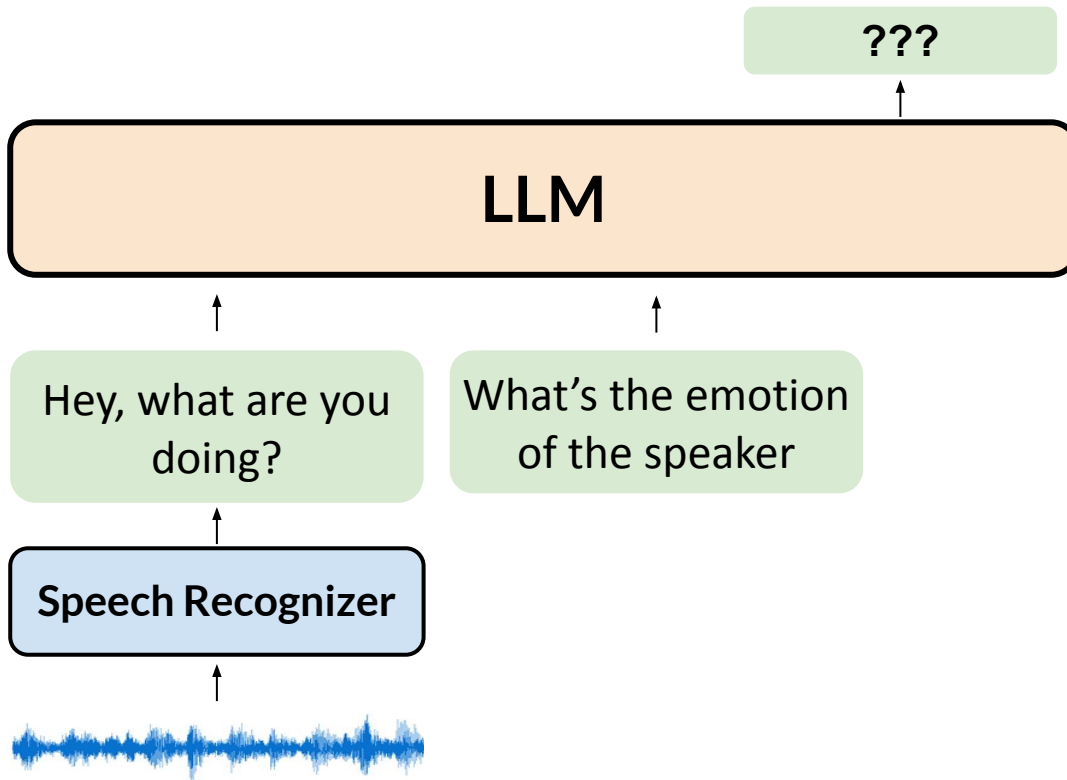 ???
LLM
Hey, what are you
doing?
What’s the emotion
of the speaker
Speech Recognizer